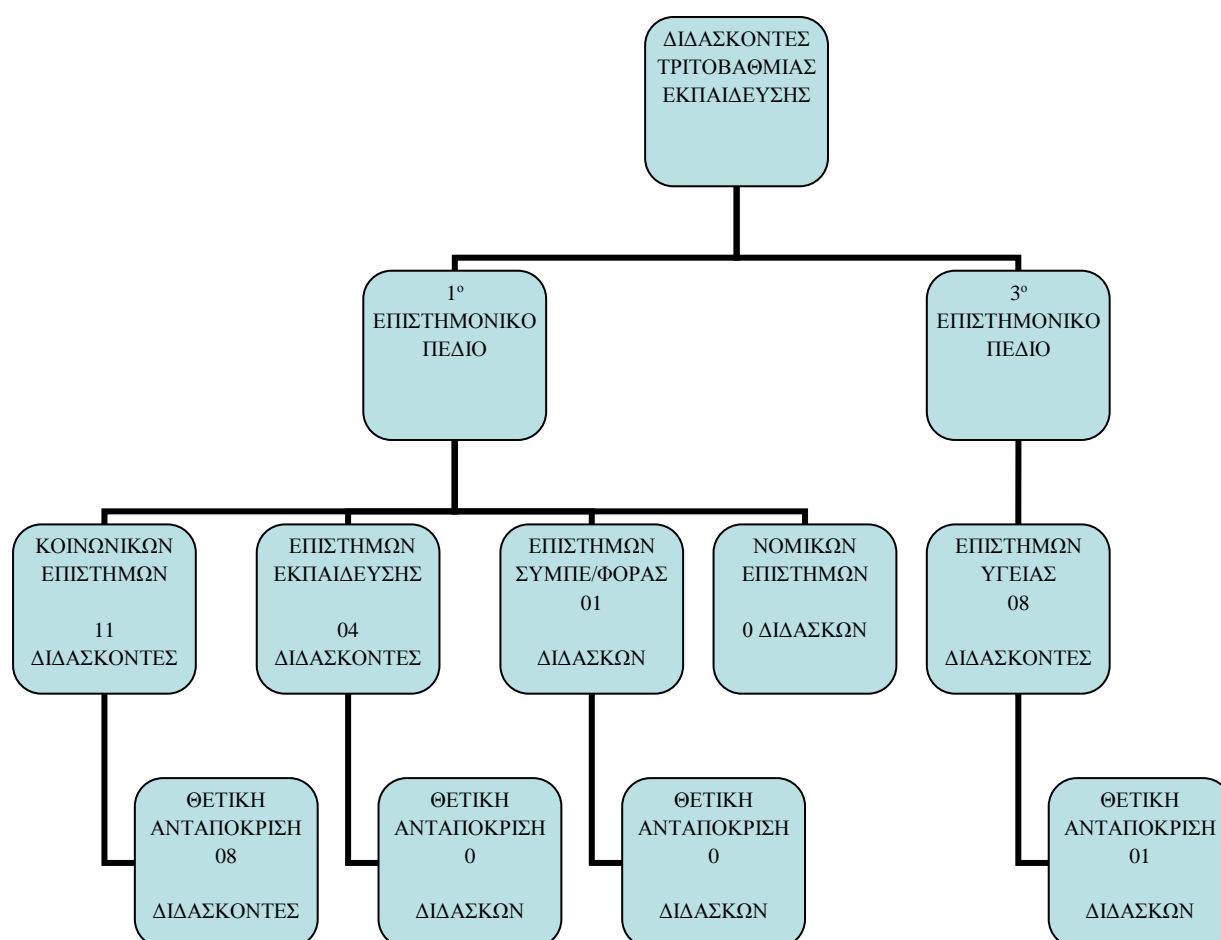 ΔΙΔΑΣΚΟΝΤΕΣ
ΤΡΙΤΟΒΑΘΜΙΑΣ
ΕΚΠΑΙΔΕΥΣΗΣ
1º
ΕΠΙΣΤΗΜΟΝΙΚΟ
ΠΕΔΙΟ
3º
ΕΠΙΣΤΗΜΟΝΙΚΟ
ΠΕΔΙΟ
ΚΟΙΝΩΝΙΚΩΝ
ΕΠΙΣΤΗΜΩΝ
11
ΔΙΔΑΣΚΟΝΤΕΣ
ΕΠΙΣΤΗΜΩΝ
ΕΚΠΑΙΔΕΥΣΗΣ
04
ΔΙΔΑΣΚΟΝΤΕΣ
ΕΠΙΣΤΗΜΩΝ
ΣΥΜΠΕ/ΦΟΡΑΣ
01
ΔΙΔΑΣΚΩΝ
ΝΟΜΙΚΩΝ
ΕΠΙΣΤΗΜΩΝ
0 ΔΙΔΑΣΚΩΝ
ΕΠΙΣΤΗΜΩΝ
ΥΓΕΙΑΣ
08
ΔΙΔΑΣΚΟΝΤΕΣ
ΘΕΤΙΚΗ
ΑΝΤΑΠΟΚΡΙΣΗ
08
ΔΙΔΑΣΚΟΝΤΕΣ
ΘΕΤΙΚΗ
ΑΝΤΑΠΟΚΡΙΣΗ
0
ΔΙΔΑΣΚΩΝ
ΘΕΤΙΚΗ
ΑΝΤΑΠΟΚΡΙΣΗ
0
ΔΙΔΑΣΚΩΝ
ΘΕΤΙΚΗ
ΑΝΤΑΠΟΚΡΙΣΗ
01
ΔΙΔΑΣΚΩΝ